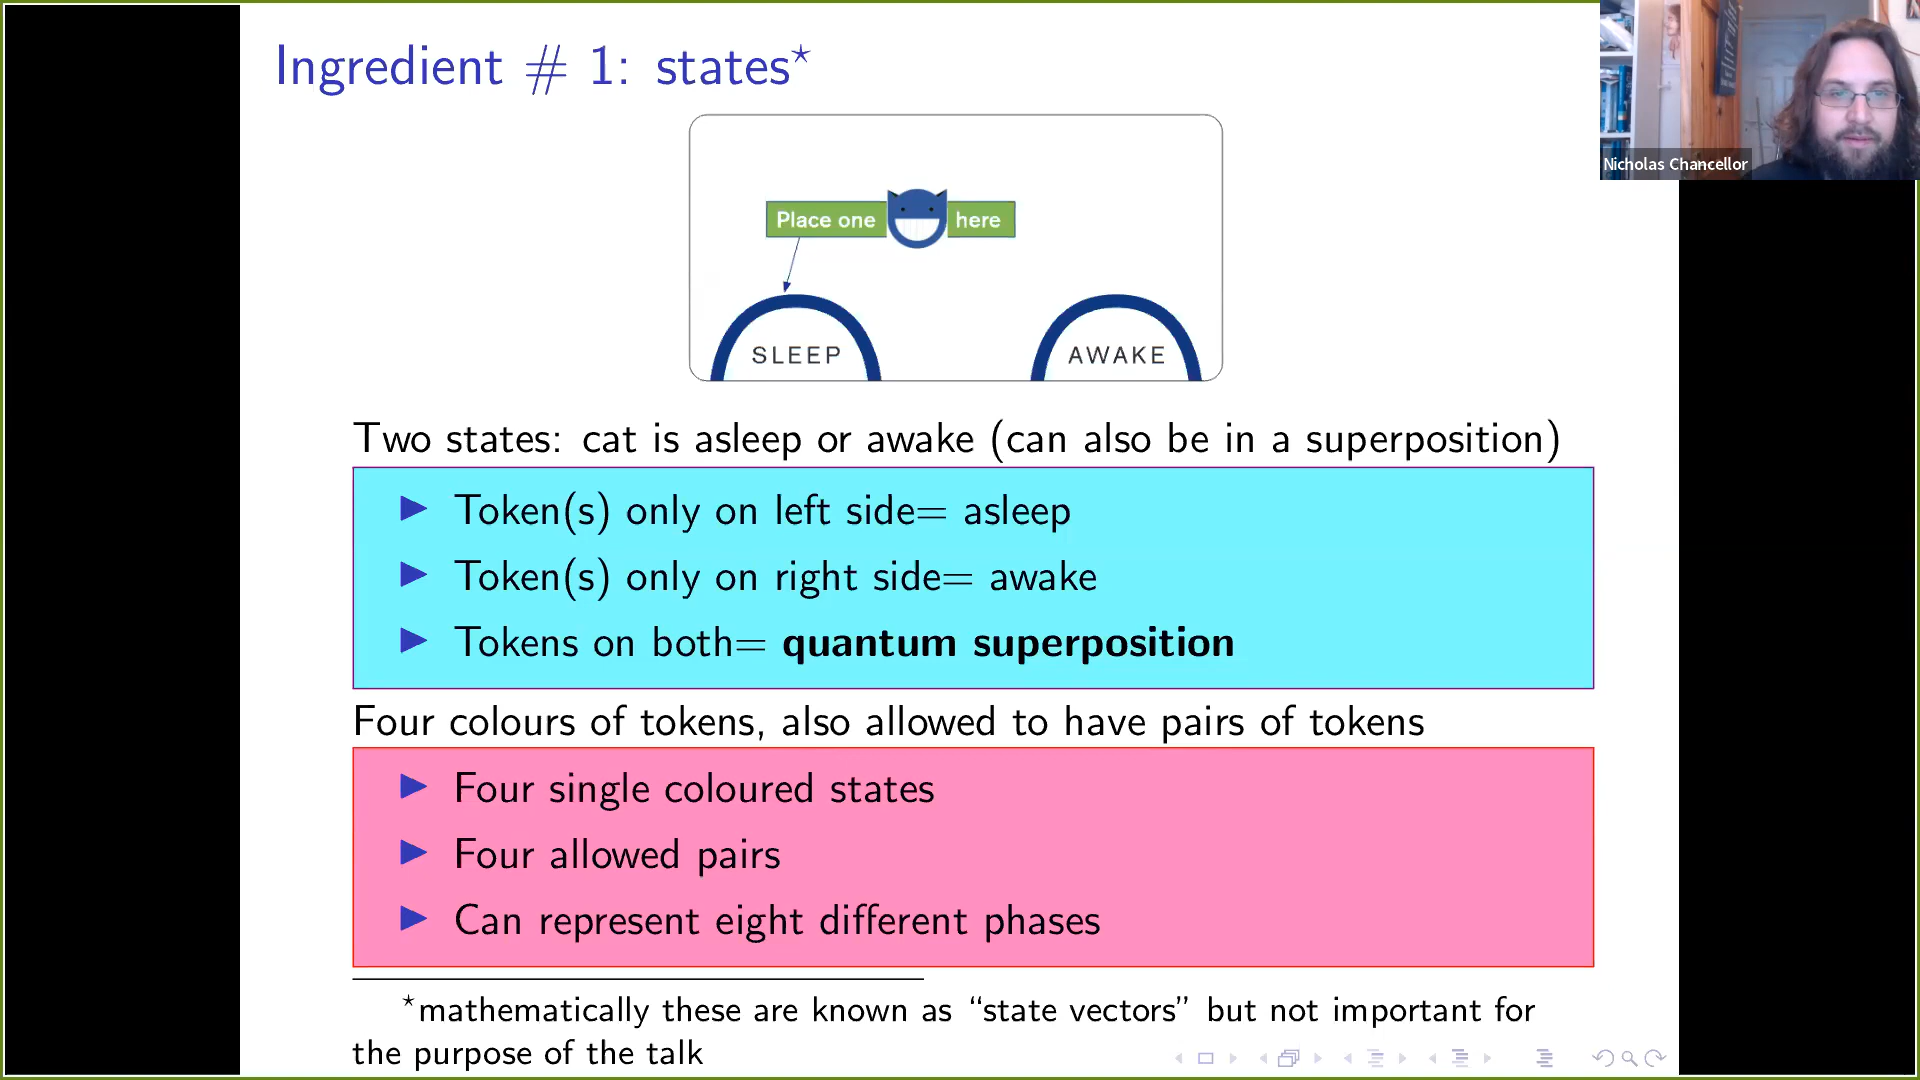 Ingredient # 1: states*
Nicholas Chancellor
Place one here
SLEEP
AWAKE
Two states: cat is asleep or awake (can also be in a superposition)
Token(s) only on left side= asleep
Token(s) only on right side= awake
Tokens on both= quantum superposition
Four colours of tokens, also allowed to have pairs of tokens
Four single coloured states
Four allowed pairs
Can represent eight different phases
*mathematically these are known as “state vectors” but not important for
the purpose of the talk